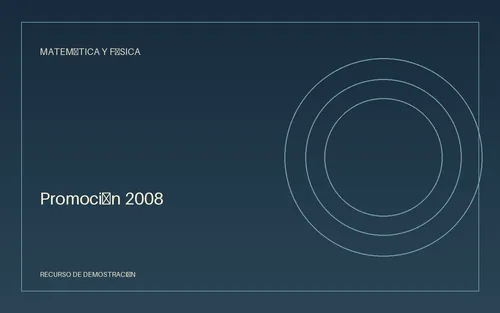 MATEM☒TICA Y F☒SICA
Promoci☒n 2008
RECURSO DE DEMOSTRACI☒N